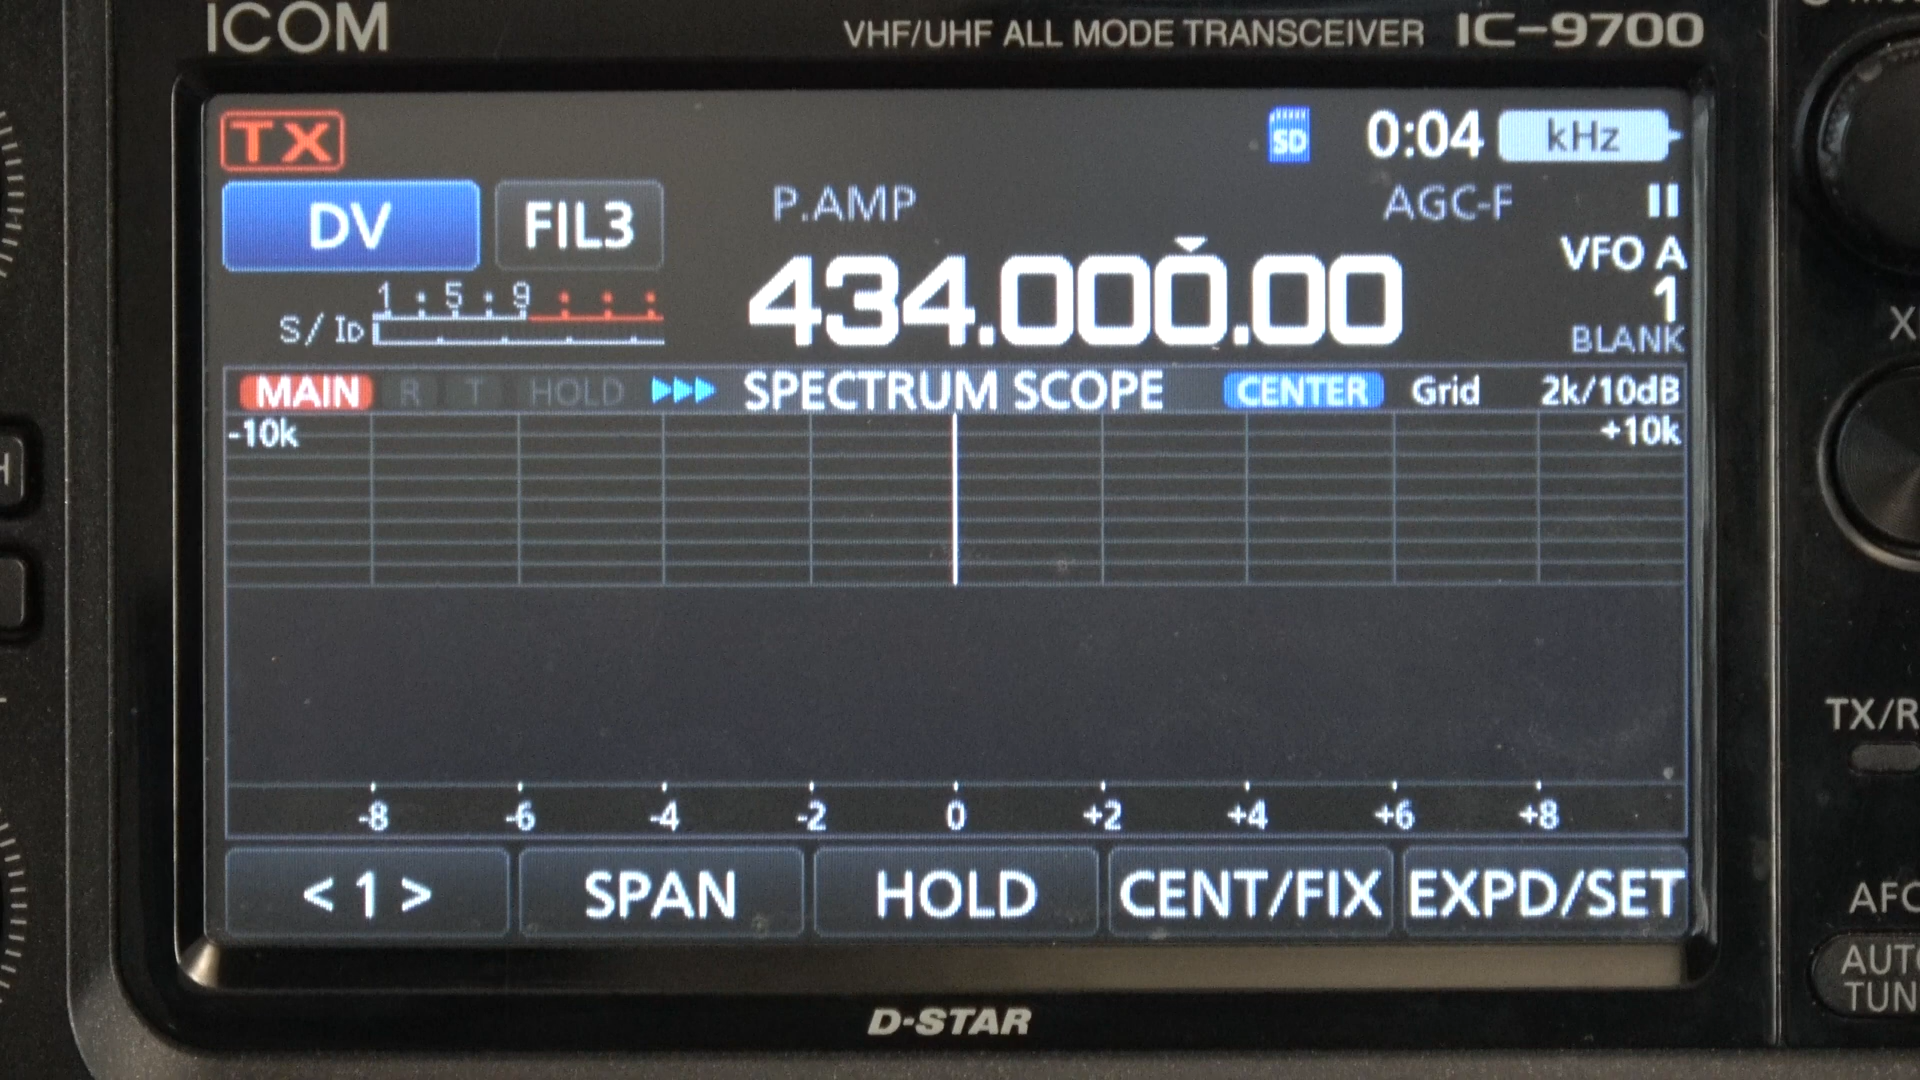 ICOM
VHF/UHF ALL MODE TRANSCEIVER IC-9700
TX SD 0:04 kHz
DV FIL3 P.AMP AGC-F
434.000.00 VFO A
1
BLANK
1 : 5 : 9 : : :
S/ID
MAIN R T HOLD SPECTRUM SCOPE CENTER Grid 2k/10dB
-10k +10k
-8 -6 -4 -2 0 +2 +4 +6 +8
<1> SPAN HOLD CENT/FIX EXPD/SET
D-STAR
TX/R
AFC
AUTO
TUN